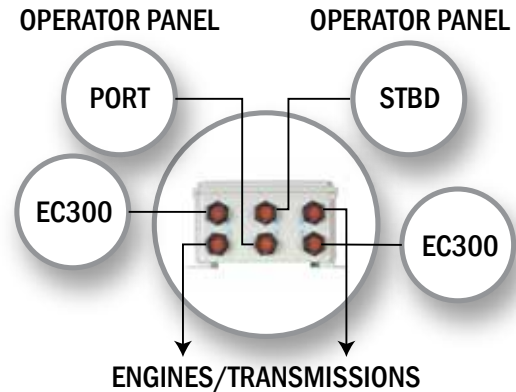 OPERATOR PANEL
OPERATOR PANEL
PORT
STBD
EC300
EC300
ENGINES/TRANSMISSIONS